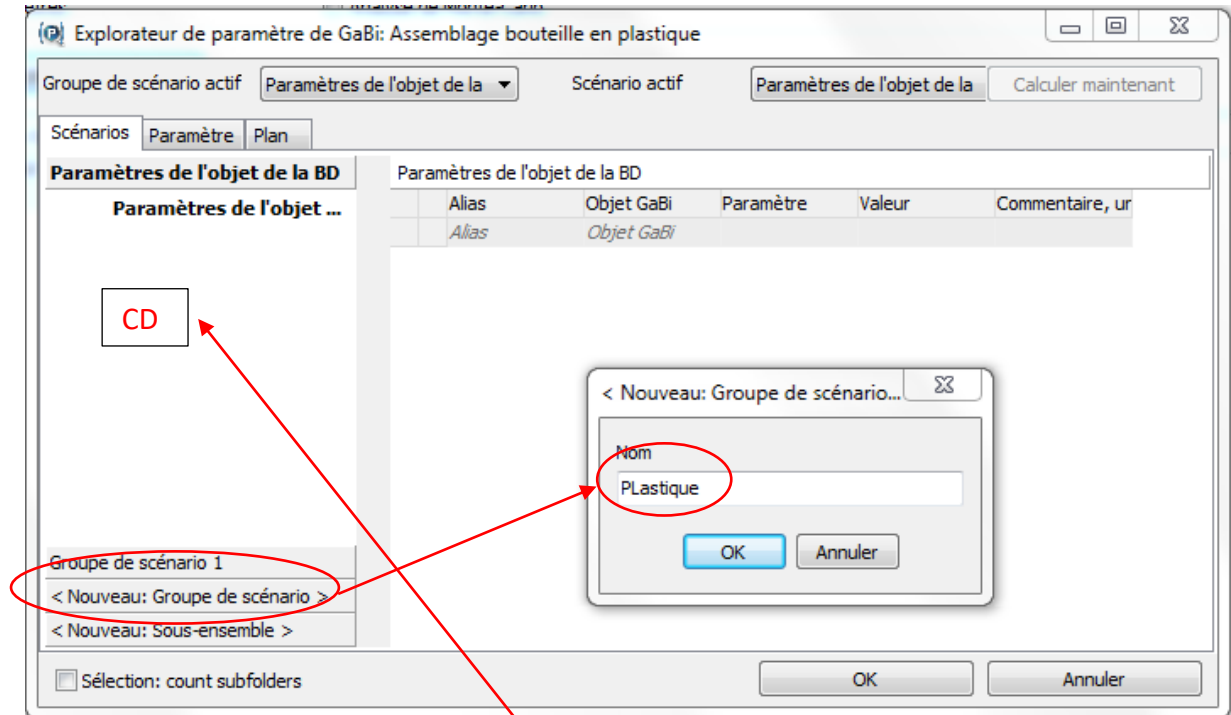 Explorateur de paramètre de GaBi: Assemblage bouteille en plastique
Groupe de scénario actif Paramètres de l'objet de la Scénario actif Paramètres de l'objet de la Calculer maintenant
Scénarios Paramètre Plan
Paramètres de l'objet de la BD Paramètres de l'objet de la BD
Paramètres de l'objet ... Alias Objet GaBi Paramètre Valeur Commentaire, ur
Alias Objet GaBi
CD
< Nouveau: Groupe de scénario...
Nom
PLastique
OK Annuler
Groupe de scénario 1
< Nouveau: Groupe de scénario >
< Nouveau: Sous-ensemble >
Sélection: count subfolders OK Annuler